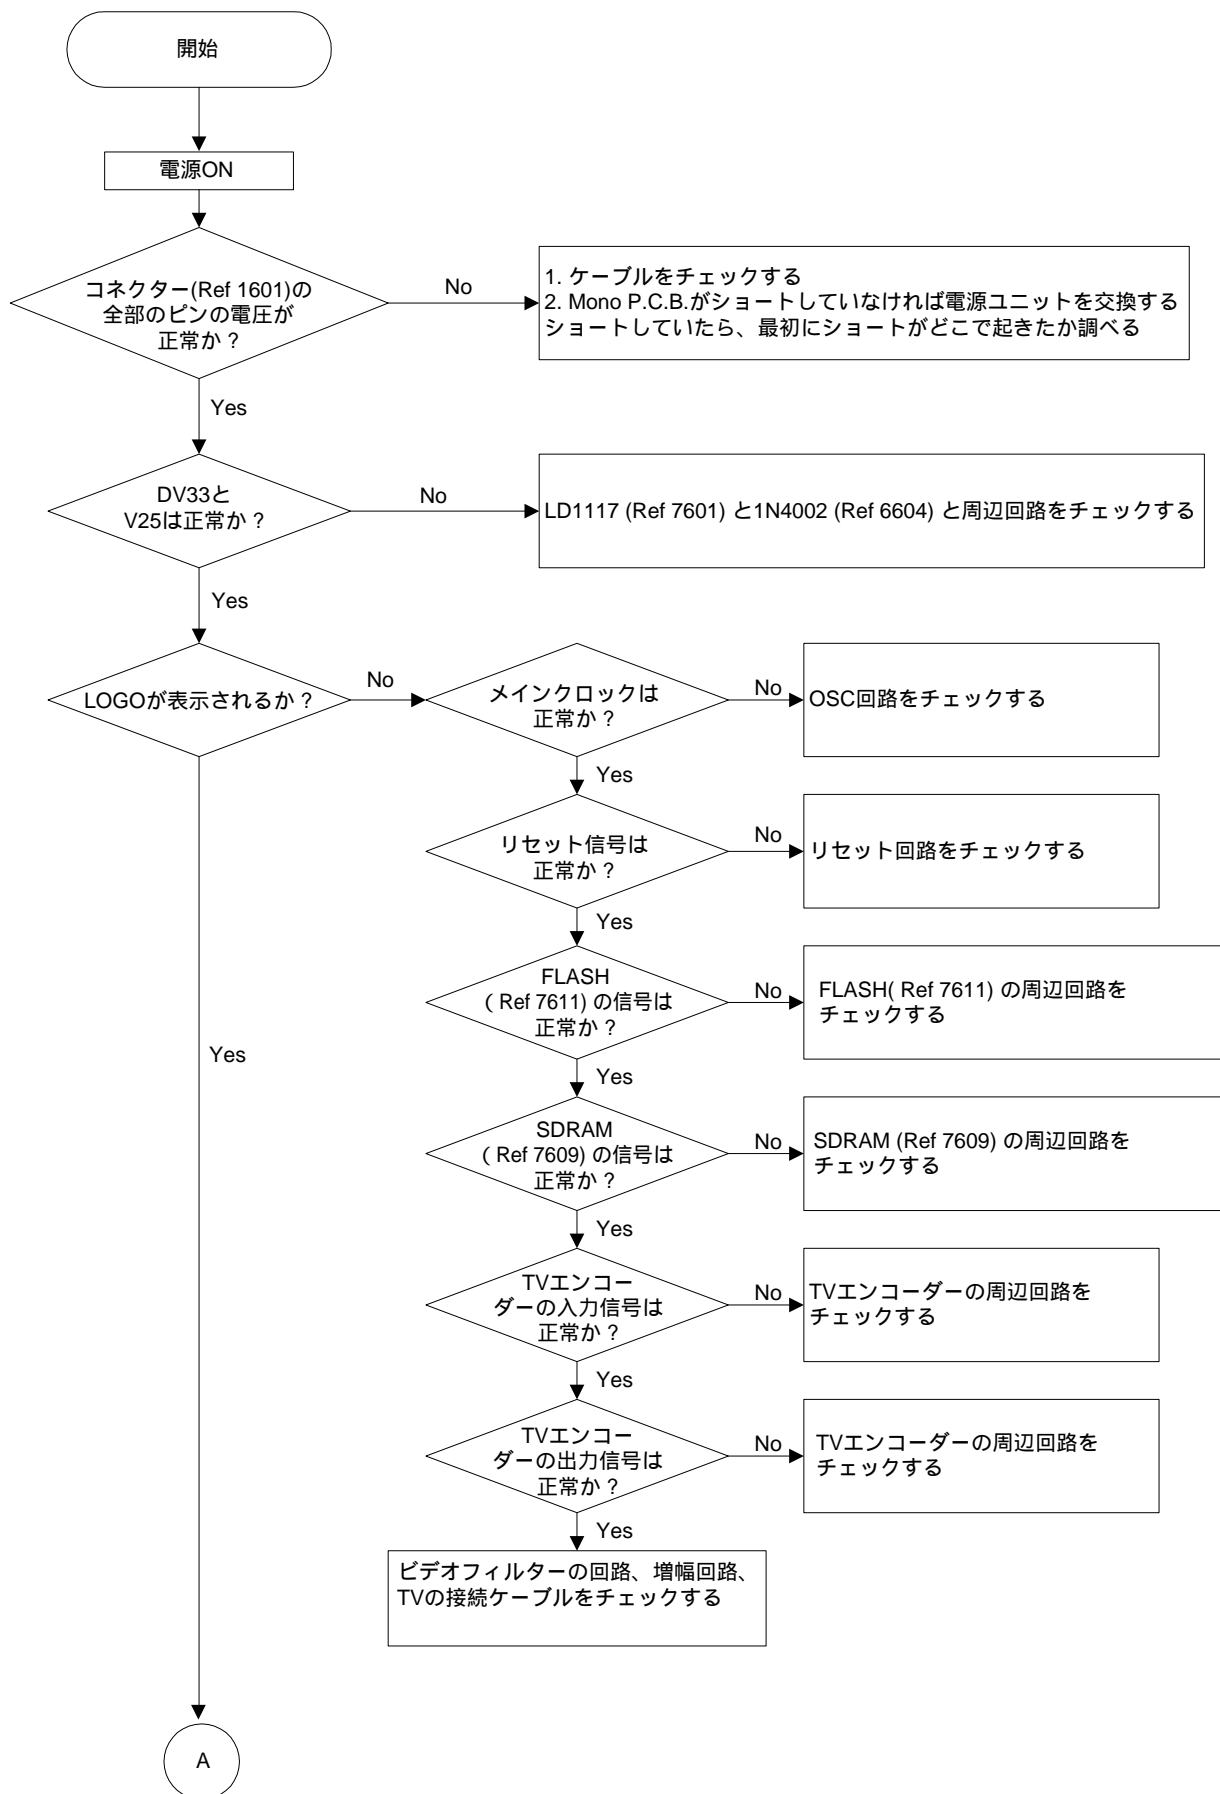 開始
電源ON
コネクター(Ref 1601)の
全部のピンの電圧が
正常か？
No
1. ケーブルをチェックする
2. Mono P.C.B.がショートしていなければ電源ユニットを交換する
ショートしていたら、最初にショートがどこで起きたか調べる
Yes
DV33と
V25は正常か？
No
LD1117 (Ref 7601) と1N4002 (Ref 6604) と周辺回路をチェックする
Yes
LOGOが表示されるか？
No
メインクロックは
正常か？
No
OSC回路をチェックする
Yes
リセット信号は
正常か？
No
リセット回路をチェックする
Yes
FLASH
（Ref 7611) の信号は
正常か？
No
FLASH( Ref 7611) の周辺回路を
チェックする
Yes
Yes
SDRAM
（Ref 7609) の信号は
正常か？
No
SDRAM (Ref 7609) の周辺回路を
チェックする
Yes
TVエンコー
ダーの入力信号は
正常か？
No
TVエンコーダーの周辺回路を
チェックする
Yes
TVエンコー
ダーの出力信号は
正常か？
No
TVエンコーダーの周辺回路を
チェックする
Yes
ビデオフィルターの回路、増幅回路、
TVの接続ケーブルをチェックする
A